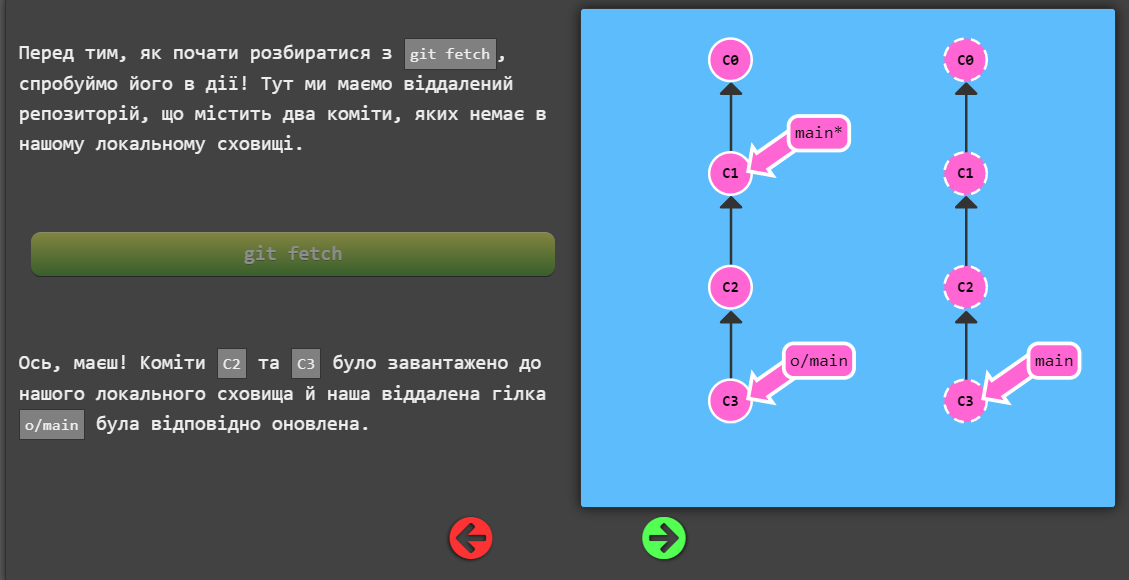 Перед тим, як почати розбиратися з git fetch,
спробуймо його в дії! Тут ми маємо віддалений
репозиторій, що містить два коміти, яких немає в
нашому локальному сховищі.
git fetch
Ось, маєш! Коміти C2 та C3 було завантажено до
нашого локального сховища й наша віддалена гілка
o/main була відповідно оновлена.
C0
main*
C1
C2
o/main
C3
C0
C1
C2
main
C3